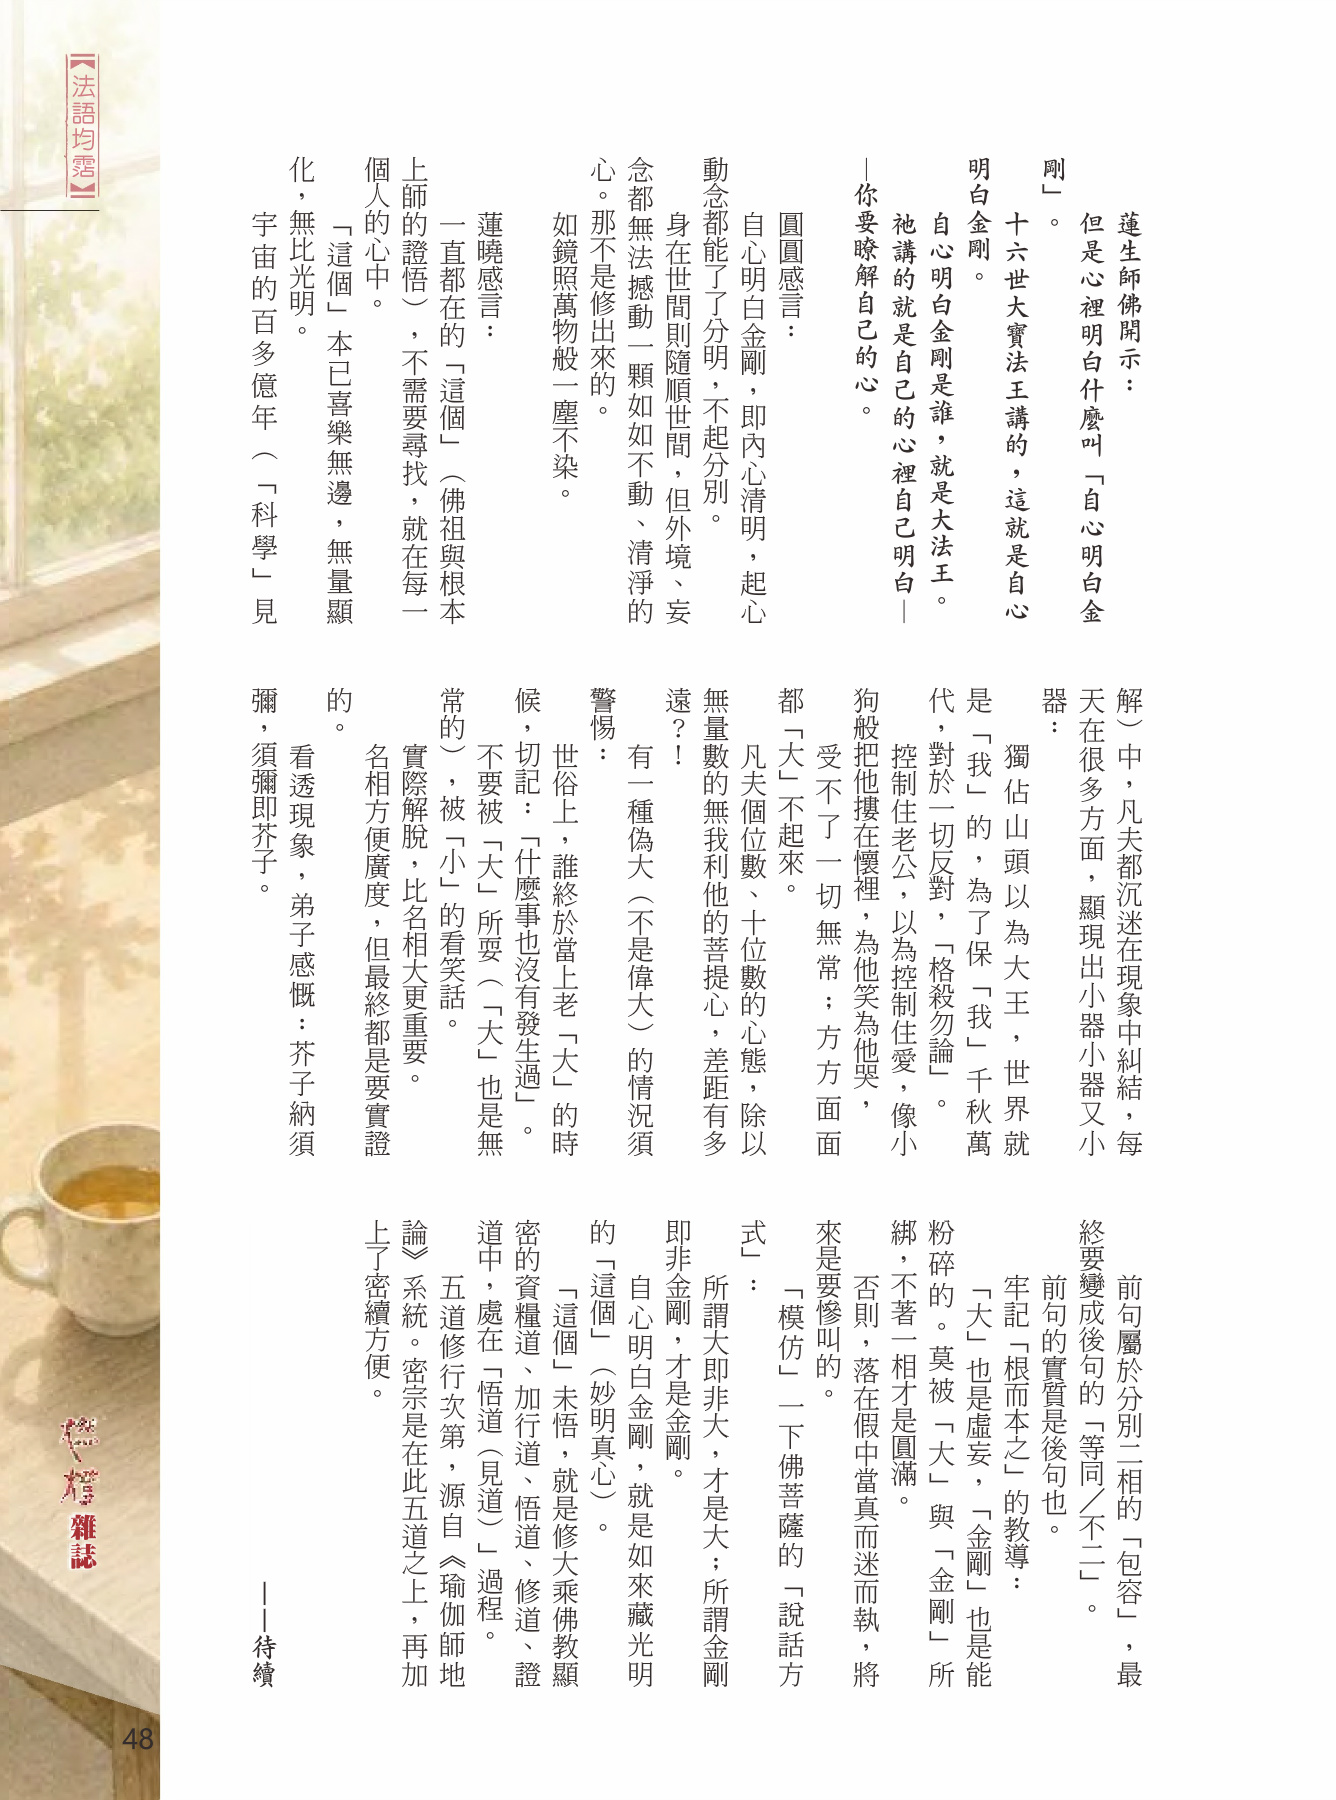 【法語均霑】
蓮生師佛開示：
但是心裡明白什麼叫「自心明白金
剛」。
十六世大寶法王講的，這就是自心
明白金剛。
自心明白金剛是誰，就是大法王。
祂講的就是自己的心裡自己明白—
—你要瞭解自己的心。
圓圓感言：
自心明白金剛，即內心清明，起心
動念都能了了分明，不起分別。
身在世間則隨順世間，但外境、妄
念都無法撼動一顆如如不動、清淨的
心。那不是修出來的。
如鏡照萬物般一塵不染。
蓮曉感言：
一直都在的「這個」（佛祖與根本
上師的證悟），不需要尋找，就在每一
個人的心中。
「這個」本已喜樂無邊，無量顯
化，無比光明。
宇宙的百多億年（「科學」見
解）中，凡夫都沉迷在現象中糾結，每
天在很多方面，顯現出小器小器又小
器：
獨佔山頭以為大王，世界就
是「我」的，為了保「我」千秋萬
代，對於一切反對，「格殺勿論」。
控制住老公，以為控制住愛，像小
狗般把他摟在懷裡，為他笑為他哭，
受不了一切無常；方方面面
都「大」不起來。
凡夫個位數、十位數的心態，除以
無量數的無我利他的菩提心，差距有多
遠？！
有一種偽大（不是偉大）的情況須
警惕：
世俗上，誰終於當上老「大」的時
候，切記：「什麼事也沒有發生過」。
不要被「大」所耍（「大」也是無
常的），被「小」的看笑話。
實際解脫，比名相大更重要。
名相方便廣度，但最終都是要實證
的。
看透現象，弟子感慨：芥子納須
彌，須彌即芥子。
前句屬於分別二相的「包容」，最
終要變成後句的「等同／不二」。
前句的實質是後句也。
牢記「根而本之」的教導：
「大」也是虛妄，「金剛」也是能
粉碎的。莫被「大」與「金剛」所
綁，不著一相才是圓滿。
否則，落在假中當真而迷而執，將
來是要慘叫的。
「模仿」一下佛菩薩的「說話方
式」：
所謂大即非大，才是大；所謂金剛
即非金剛，才是金剛。
自心明白金剛，就是如來藏光明
的「這個」（妙明真心）。
「這個」未悟，就是修大乘佛教顯
密的資糧道、加行道、悟道、修道、證
道中，處在「悟道（見道）」過程。
五道修行次第，源自《瑜伽師地
論》系統。密宗是在此五道之上，再加
上了密續方便。
——待續
雜誌
48